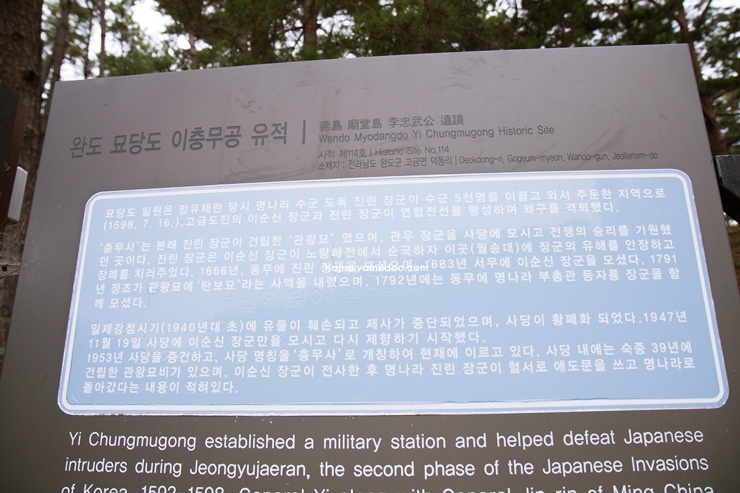 완도 묘당도 이충무공 유적 | 莞島 廟堂島 李忠武公 遺蹟
Wando Myodangdo Yi Chungmugong Historic Site
사적 제114호 | Historic Site No.114
소재지 : 전라남도 완도군 고금면 덕동리 | Deokdong-ri, Gogeum-myeon, Wando-gun, Jeollanam-do
묘당도 일원은 정유재란 당시 명나라 수군 도독 진린 장군이 수군 5천명을 이끌고 와서 주둔한 지역으로
(1598, 7. 16.),고금도진의 이순신 장군과 진린 장군이 연합전선을 형성하여 왜구를 격퇴했다.
‘충무사’는 본래 진린 장군이 건립한 ‘관왕묘’ 였으며, 관우 장군을 사당에 모시고 전쟁의 승리를 기원했
던 곳이다. 진린 장군은 이순신 장군이 노량해전에서 순국하자 이곳(월송대)에 장군의 유해를 안장하고
장례를 치러주었다. 1666년, 동무에 진린 1683년 서무에 이순신 장군을 모셨다. 1791
년 정조가 관왕묘에 ‘탄보묘’라는 사액을 내렸으며, 1792년에는 동무에 명나라 부총관 등자룡 장군을 함
께 모셨다.
일제강점시기(1940년대 초)에 유물이 훼손되고 제사가 중단되었으며, 사당이 황폐화 되었다.1947년
11월 19일 사당에 이순신 장군만을 모시고 다시 제향하기 시작했다.
1953년 사당을 중건하고, 사당 명칭을 ‘충무사’로 개칭하여 현재에 이르고 있다. 사당 내에는 숙종 39년에
건립한 관왕묘비가 있으며, 이순신 장군이 전사한 후 명나라 진린 장군이 혈서로 애도문을 쓰고 명나라로
돌아갔다는 내용이 적혀있다.
Yi Chungmugong established a military station and helped defeat Japanese
intruders during Jeongyujaeran, the second phase of the Japanese Invasions
of Korea, 1592-1598. General Yi along with General Jin rin of Ming China